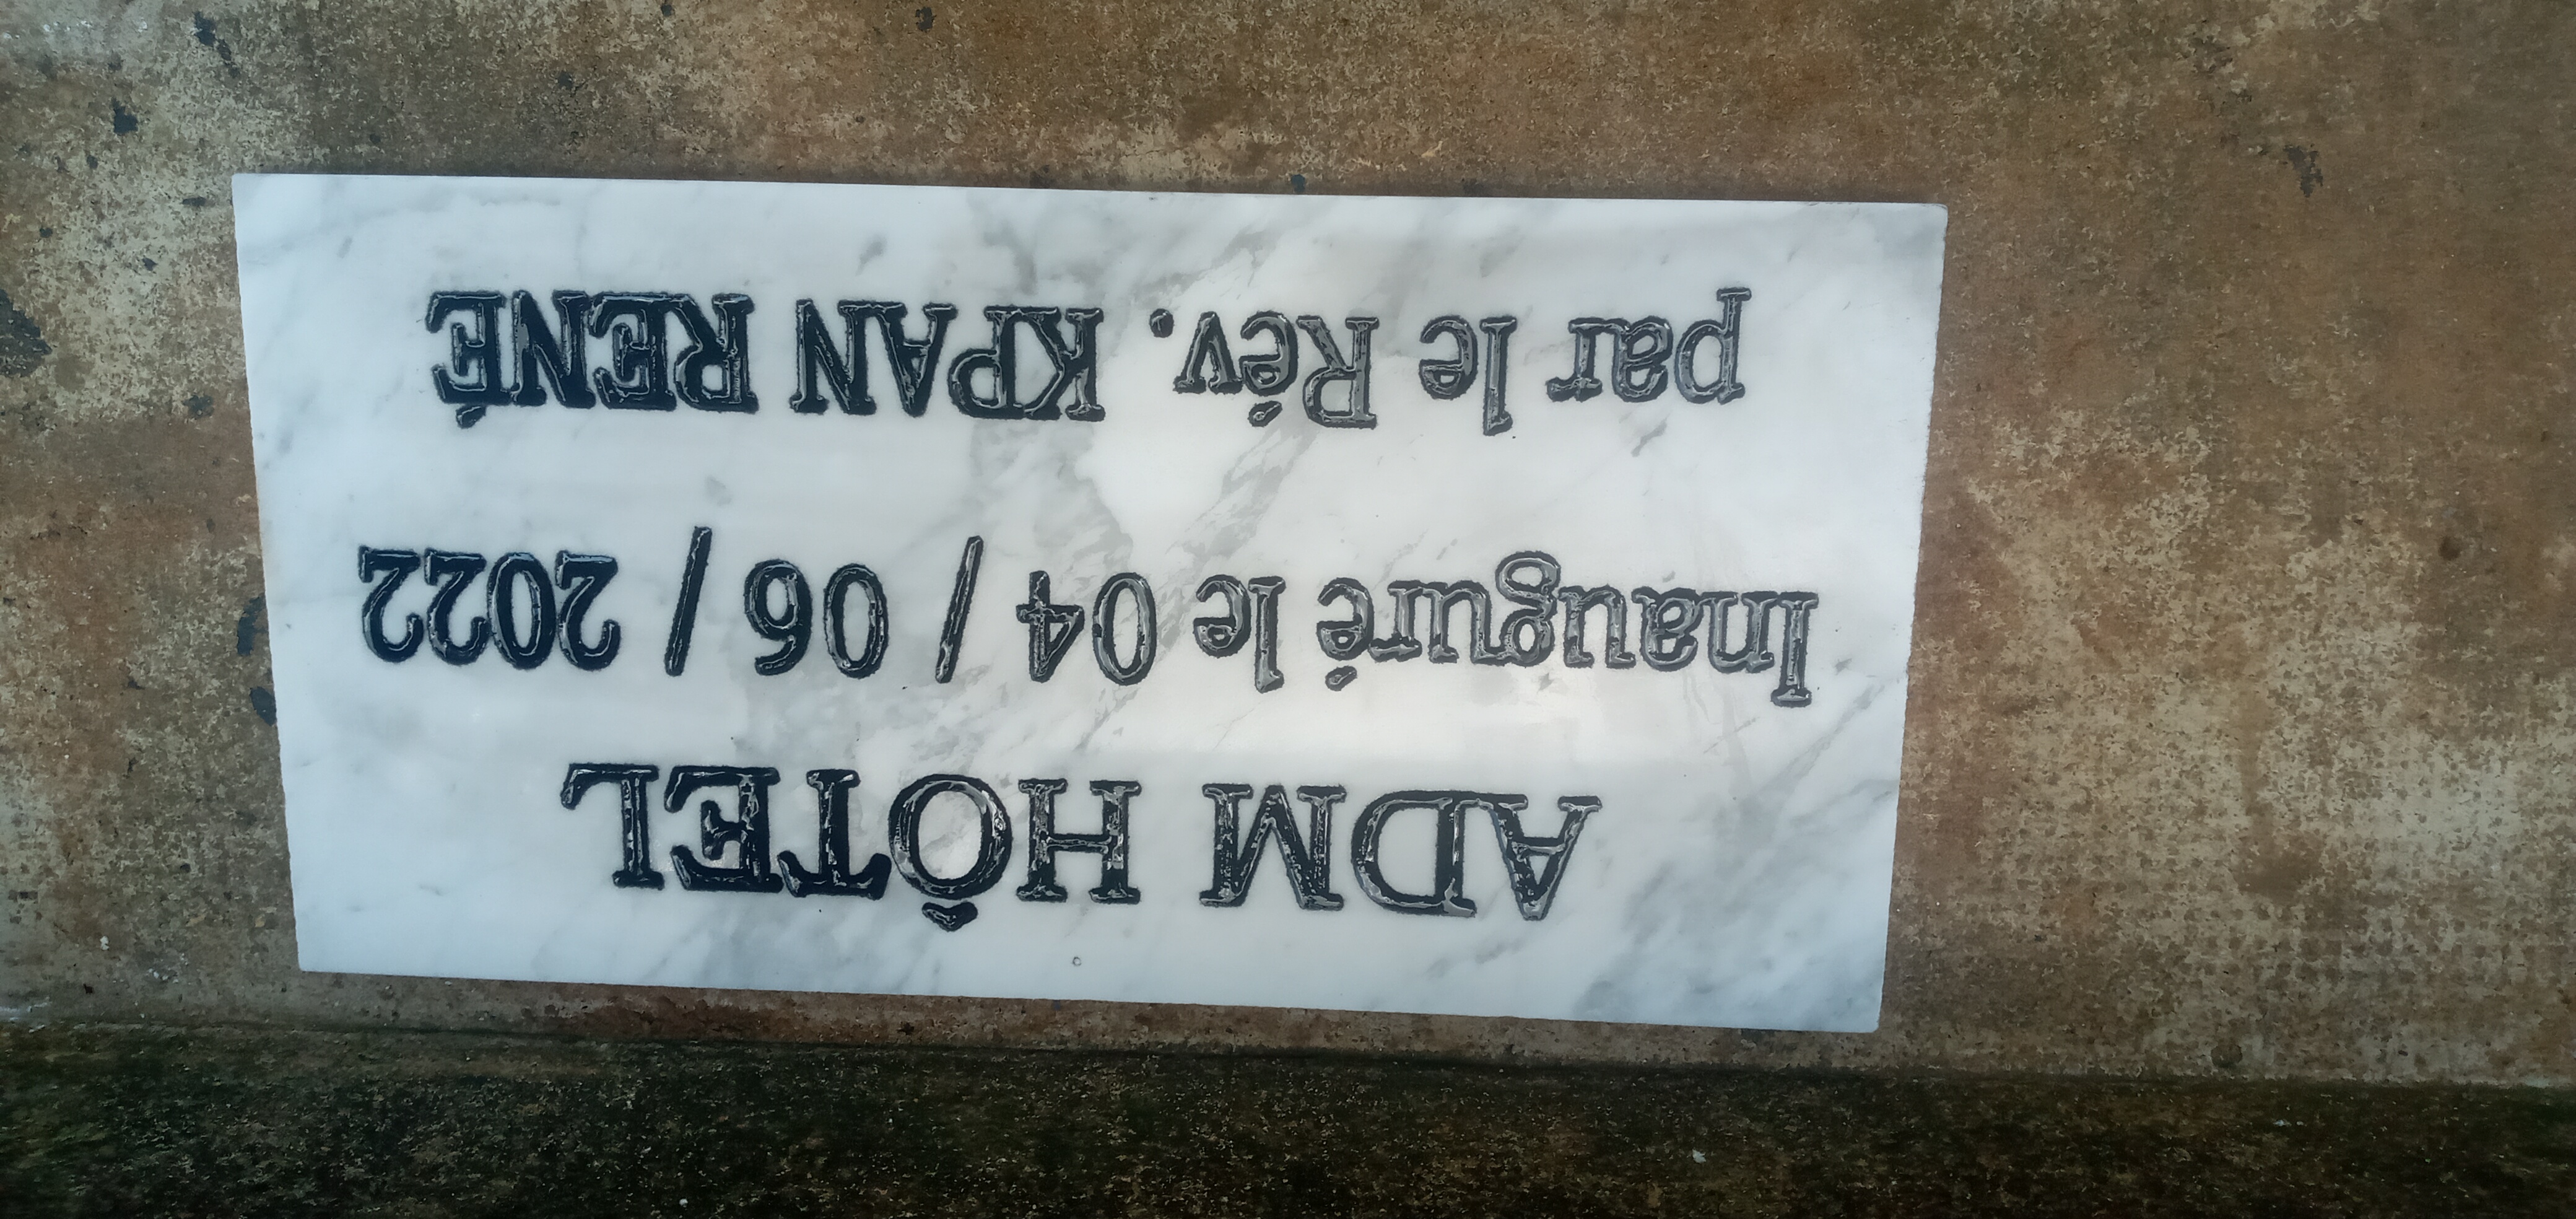 ADM HÔTEL
Inauguré le 04 / 06 / 2022
par le Rév. KPAN RENÉ